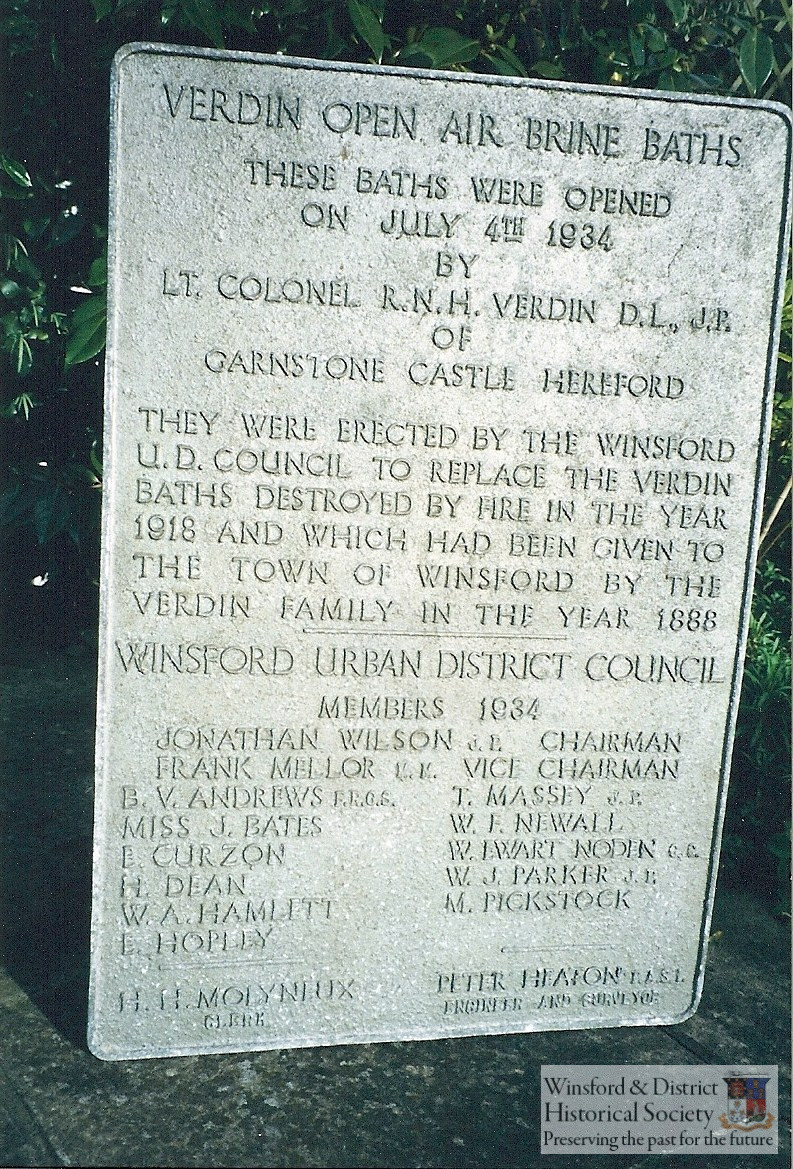 VERDIN OPEN AIR BRINE BATHS
THESE BATHS WERE OPENED
ON JULY 4TH 1934
BY
LT. COLONEL R.N.H. VERDIN D.L., J.P.
OF
GARNSTONE CASTLE HEREFORD
THEY WERE ERECTED BY THE WINSFORD
U.D. COUNCIL TO REPLACE THE VERDIN
BATHS DESTROYED BY FIRE IN THE YEAR
1918 AND WHICH HAD BEEN GIVEN TO
THE TOWN OF WINSFORD BY THE
VERDIN FAMILY IN THE YEAR 1888
WINSFORD URBAN DISTRICT COUNCIL
MEMBERS 1934
JONATHAN WILSON J.P. CHAIRMAN
FRANK MELLOR VICE CHAIRMAN
B. V. ANDREWS F.R.C.S. T. MASSEY J.P.
MISS J. BATES W. F. NEWALL
E. CURZON W. EWART NODEN C.C.
H. DEAN W. J. PARKER J.P.
W. A. HAMLETT M. PICKSTOCK
E. HOPLEY
H. H. MOLYNEUX PETER HEATON
CLERK ENGINEER AND SURVEYOR
Winsford & District
Historical Society
Preserving the past for the future